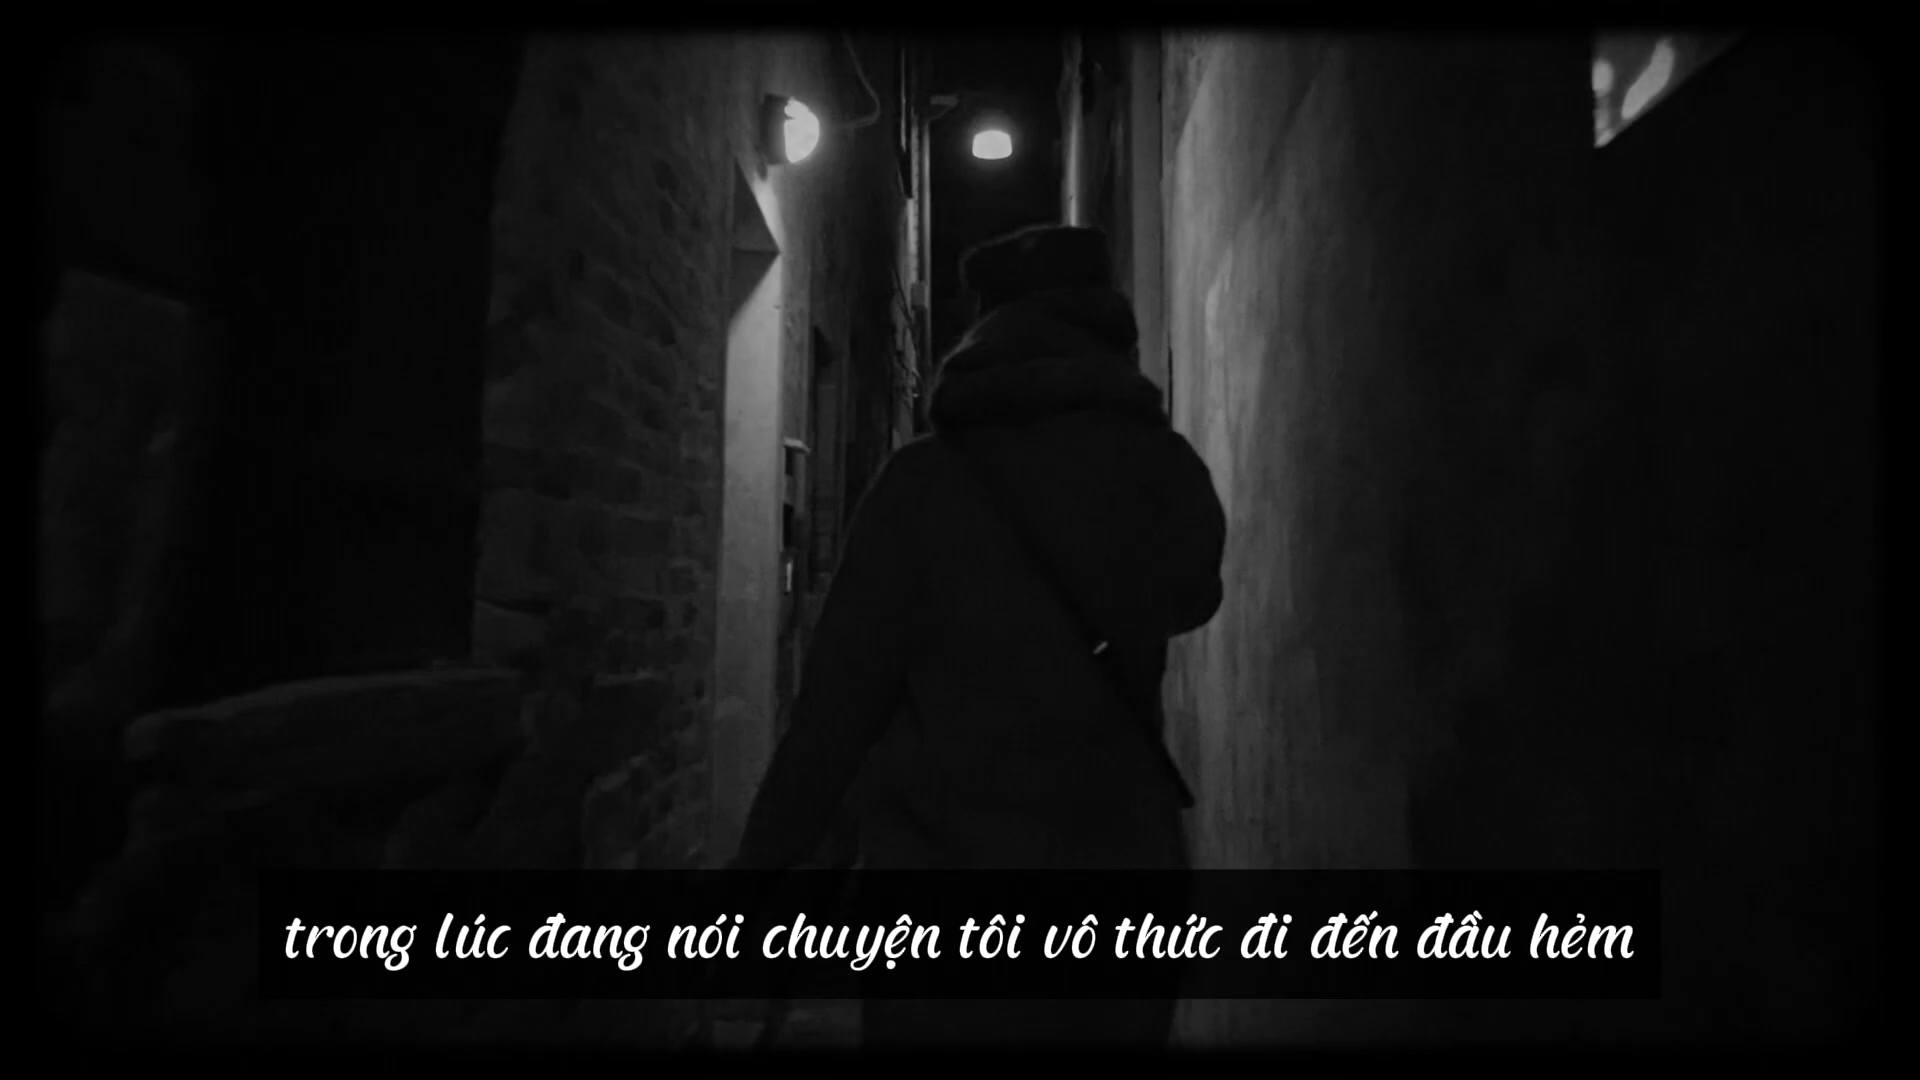 trong lúc đang nói chuyện tôi vô thức đi đến đầu hẻm